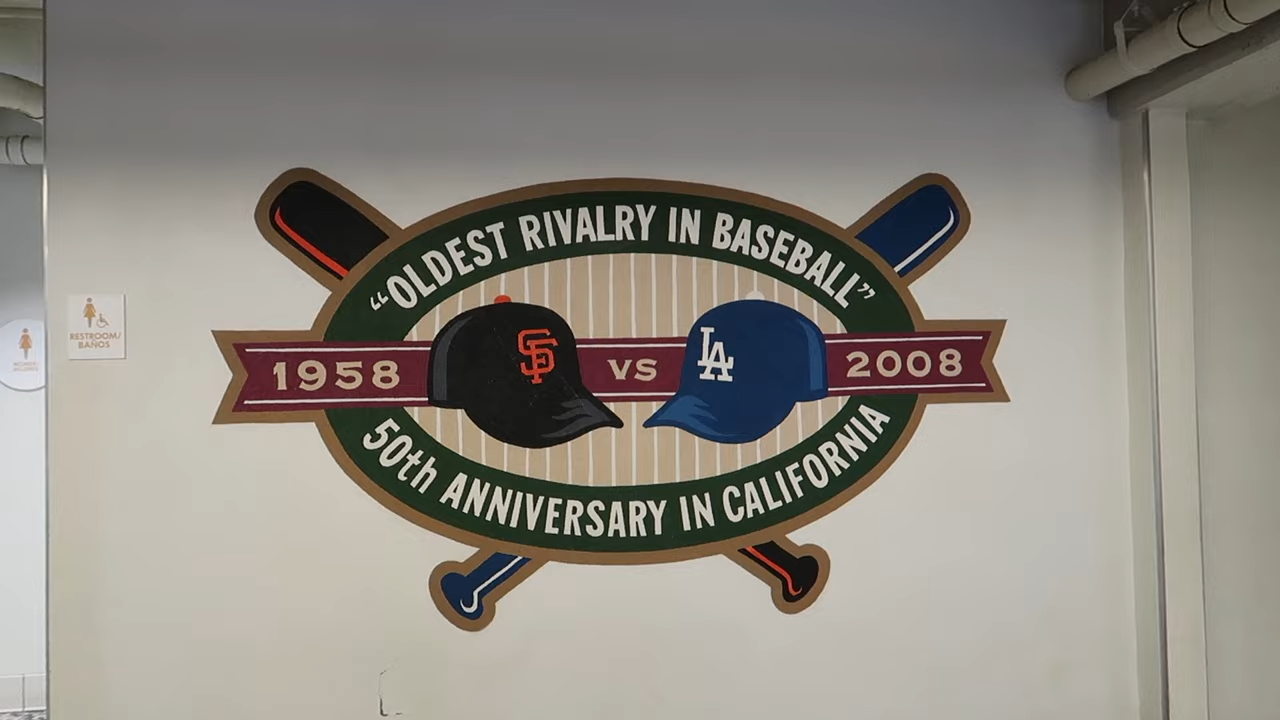 “OLDEST RIVALRY IN BASEBALL”
1958
SF
VS
LA
2008
50th ANNIVERSARY IN CALIFORNIA
RESTROOM/
BAÑOS